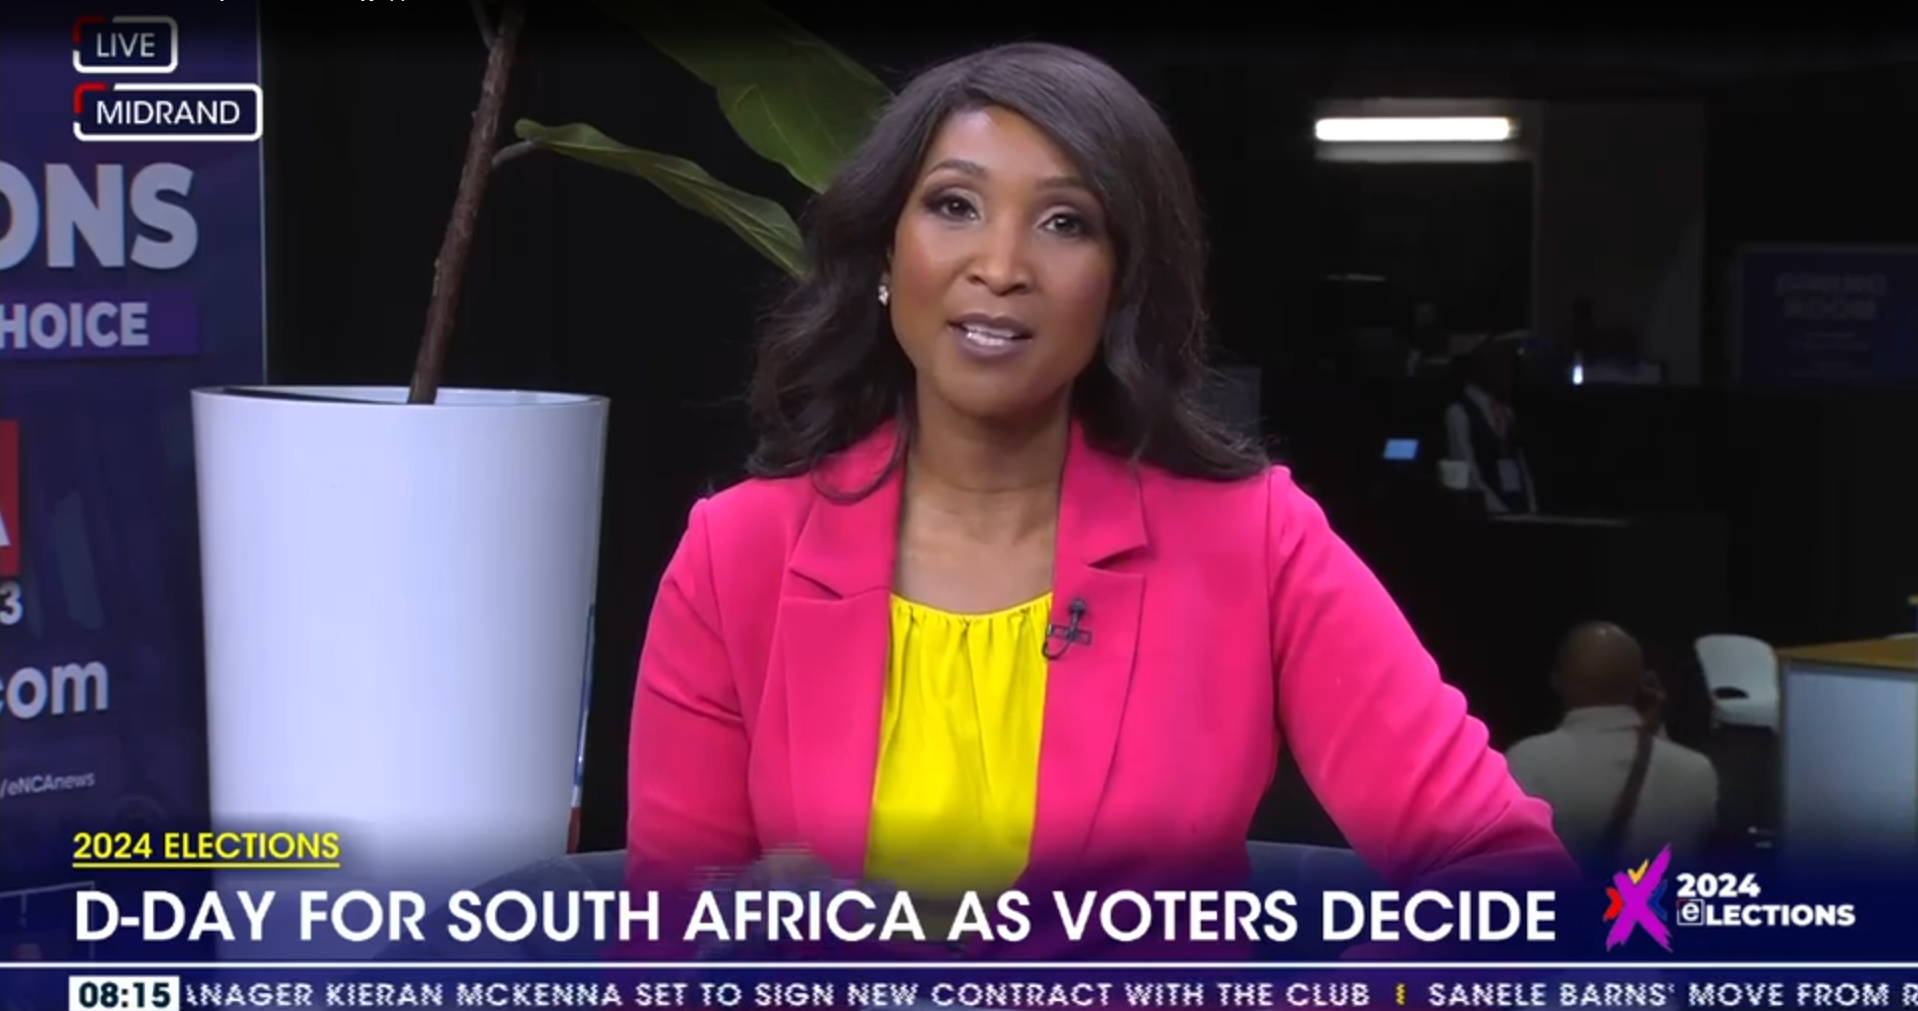 LIVE
MIDRAND
ONS
HOICE
A
3
com
/eNCAnews
2024 ELECTIONS
D-DAY FOR SOUTH AFRICA AS VOTERS DECIDE
2024
eLECTIONS
08:15 ANAGER KIERAN MCKENNA SET TO SIGN NEW CONTRACT WITH THE CLUB SANELE BARNS' MOVE FROM R